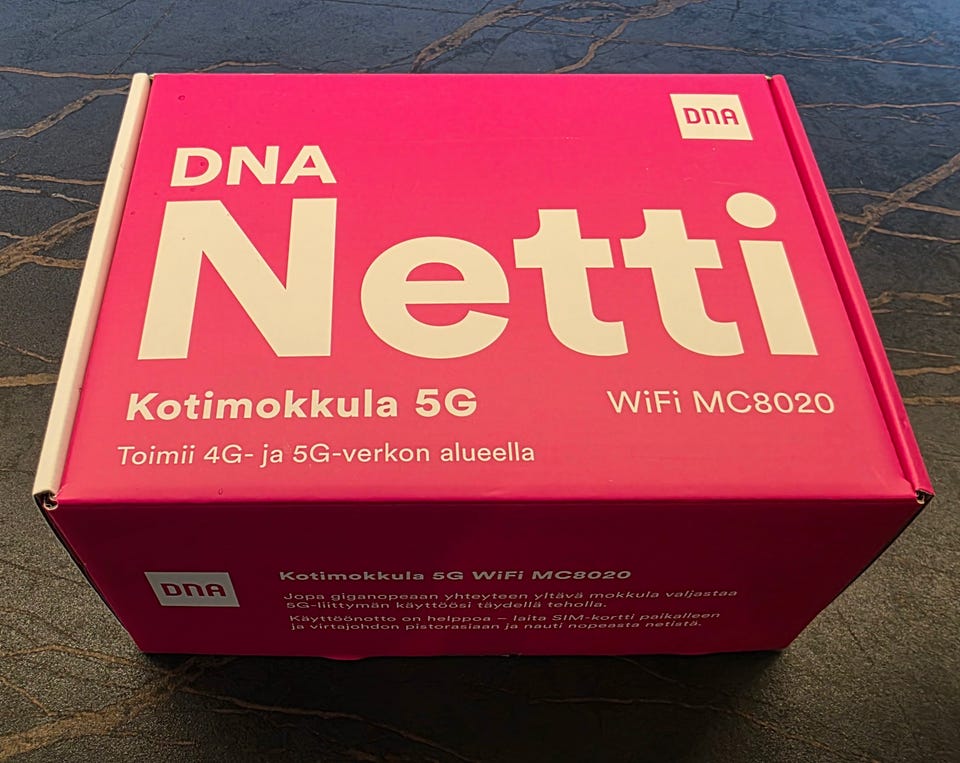 DNA
DNA
Netti
Kotimokkula 5G
WiFi MC8020
Toimii 4G- ja 5G-verkon alueella
DNA
Kotimokkula 5G WiFi MC8020
Jopa giganopeaan yhteyteen yltävä mokkula valjastaa
5G-liittymän käyttöösi täydellä teholla.
Käyttöönotto on helppoa – laita SIM-kortti paikalleen
ja virtajohdon pistorasiaan ja nauti nopeasta netistä.